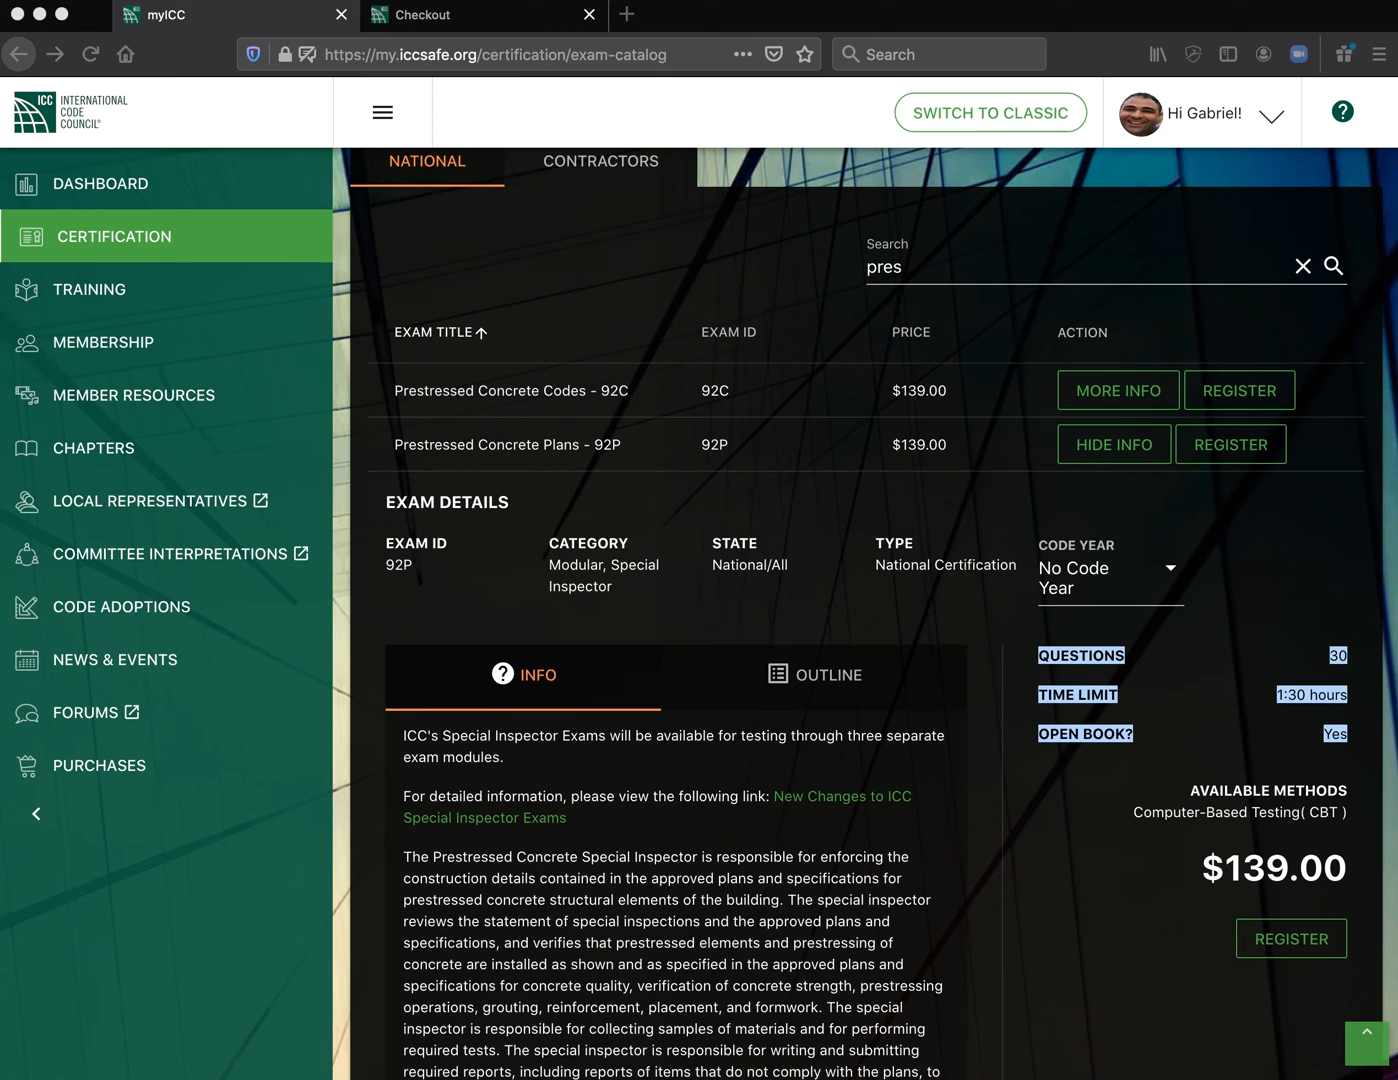 myICC
Checkout
https://my.iccsafe.org/certification/exam-catalog
Search
ICC INTERNATIONAL
CODE
COUNCIL®
SWITCH TO CLASSIC
Hi Gabriel!
?
DASHBOARD
CERTIFICATION
TRAINING
MEMBERSHIP
MEMBER RESOURCES
CHAPTERS
LOCAL REPRESENTATIVES
COMMITTEE INTERPRETATIONS
CODE ADOPTIONS
NEWS & EVENTS
FORUMS
PURCHASES
NATIONAL CONTRACTORS
Search
pres
EXAM TITLE EXAM ID PRICE ACTION
Prestressed Concrete Codes - 92C 92C $139.00 MORE INFO REGISTER
Prestressed Concrete Plans - 92P 92P $139.00 HIDE INFO REGISTER
EXAM DETAILS
EXAM ID
92P
CATEGORY
Modular, Special
Inspector
STATE
National/All
TYPE
National Certification
CODE YEAR
No Code
Year
? INFO OUTLINE
ICC's Special Inspector Exams will be available for testing through three separate
exam modules.
For detailed information, please view the following link: New Changes to ICC
Special Inspector Exams
The Prestressed Concrete Special Inspector is responsible for enforcing the
construction details contained in the approved plans and specifications for
prestressed concrete structural elements of the building. The special inspector
reviews the statement of special inspections and the approved plans and
specifications, and verifies that prestressed elements and prestressing of
concrete are installed as shown and as specified in the approved plans and
specifications for concrete quality, verification of concrete strength, prestressing
operations, grouting, reinforcement, placement, and formwork. The special
inspector is responsible for collecting samples of materials and for performing
required tests. The special inspector is responsible for writing and submitting
required reports, including reports of items that do not comply with the plans, to
QUESTIONS 30
TIME LIMIT 1:30 hours
OPEN BOOK? Yes
AVAILABLE METHODS
Computer-Based Testing( CBT )
$139.00
REGISTER